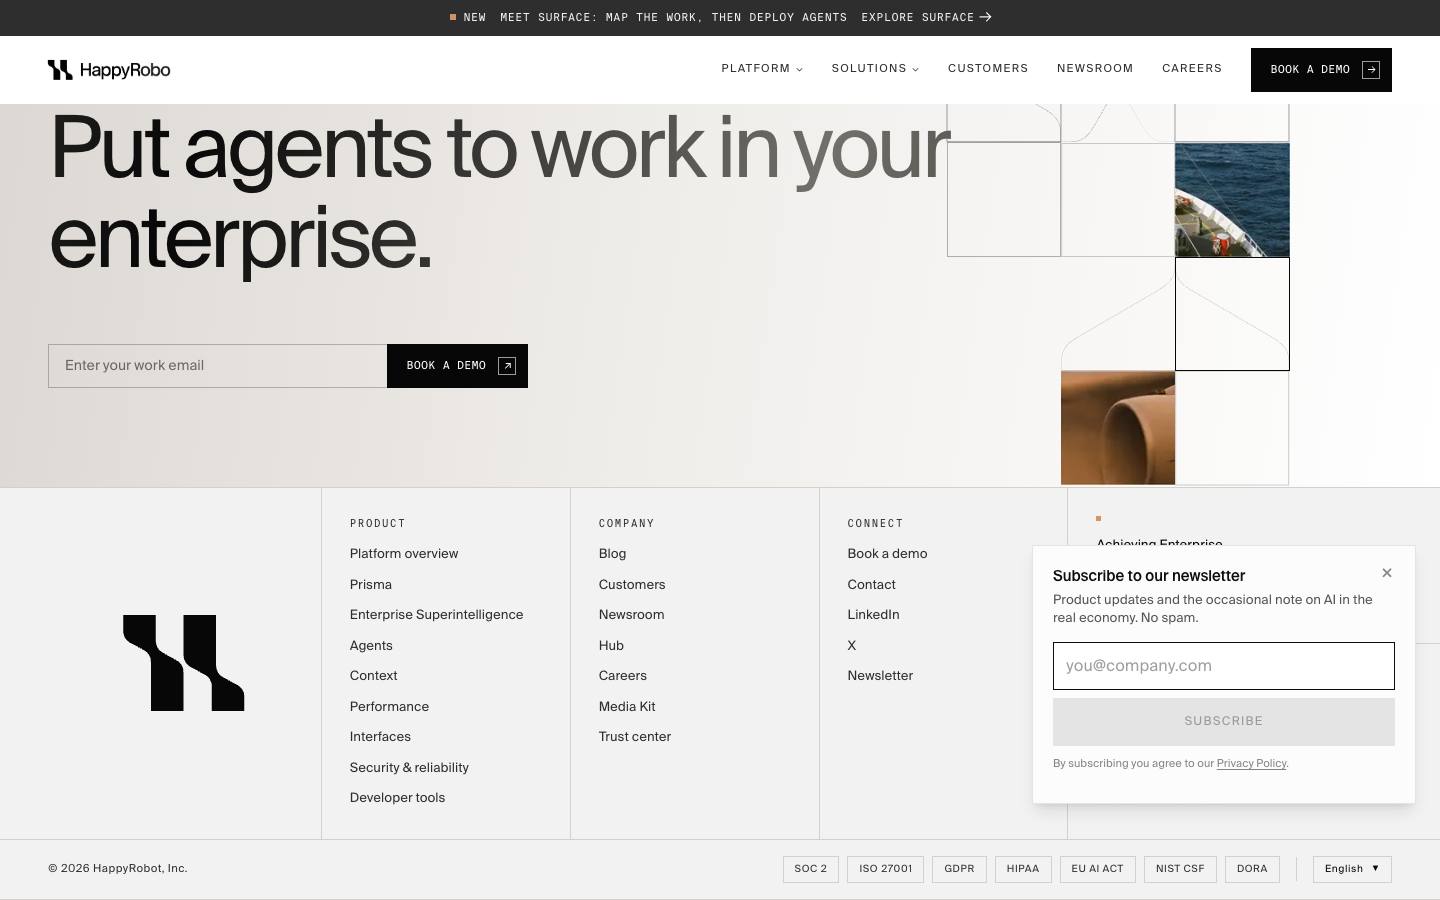 NEW MEET SURFACE: MAP THE WORK, THEN DEPLOY AGENTS EXPLORE SURFACE
HappyRobo
PLATFORM SOLUTIONS CUSTOMERS NEWSROOM CAREERS BOOK A DEMO
Put agents to work in your
enterprise.
Enter your work email BOOK A DEMO
PRODUCT
Platform overview
Prisma
Enterprise Superintelligence
Agents
Context
Performance
Interfaces
Security & reliability
Developer tools
COMPANY
Blog
Customers
Newsroom
Hub
Careers
Media Kit
Trust center
CONNECT
Book a demo
Contact
LinkedIn
X
Newsletter
Achieving Enterprise
Subscribe to our newsletter
Product updates and the occasional note on AI in the
real economy. No spam.
you@company.com
SUBSCRIBE
By subscribing you agree to our Privacy Policy.
© 2026 HappyRobot, Inc.
SOC 2 ISO 27001 GDPR HIPAA EU AI ACT NIST CSF DORA English